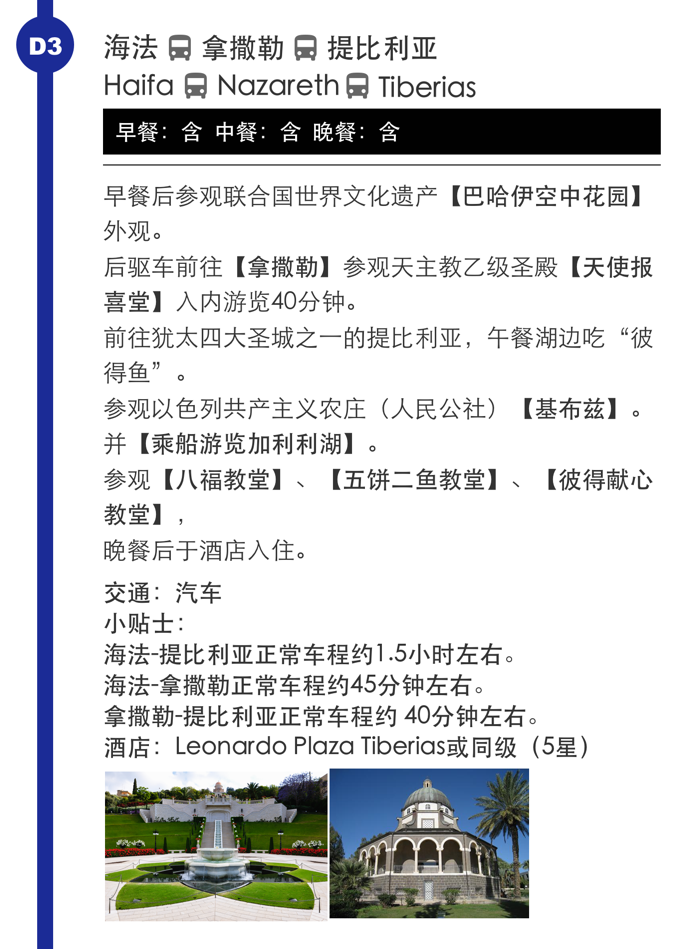 D3
海法 拿撒勒 提比利亚
Haifa Nazareth Tiberias
早餐：含 中餐：含 晚餐：含
早餐后参观联合国世界文化遗产【巴哈伊空中花园】
外观。
后驱车前往【拿撒勒】参观天主教乙级圣殿【天使报
喜堂】入内游览40分钟。
前往犹太四大圣城之一的提比利亚，午餐湖边吃“彼
得鱼”。
参观以色列共产主义农庄（人民公社）【基布兹】。
并【乘船游览加利利湖】。
参观【八福教堂】、【五饼二鱼教堂】、【彼得献心
教堂】，
晚餐后于酒店入住。
交通：汽车
小贴士：
海法-提比利亚正常车程约1.5小时左右。
海法-拿撒勒正常车程约45分钟左右。
拿撒勒-提比利亚正常车程约 40分钟左右。
酒店：Leonardo Plaza Tiberias或同级（5星）